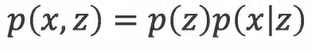 p(x, z) = p(z)p(x|z)